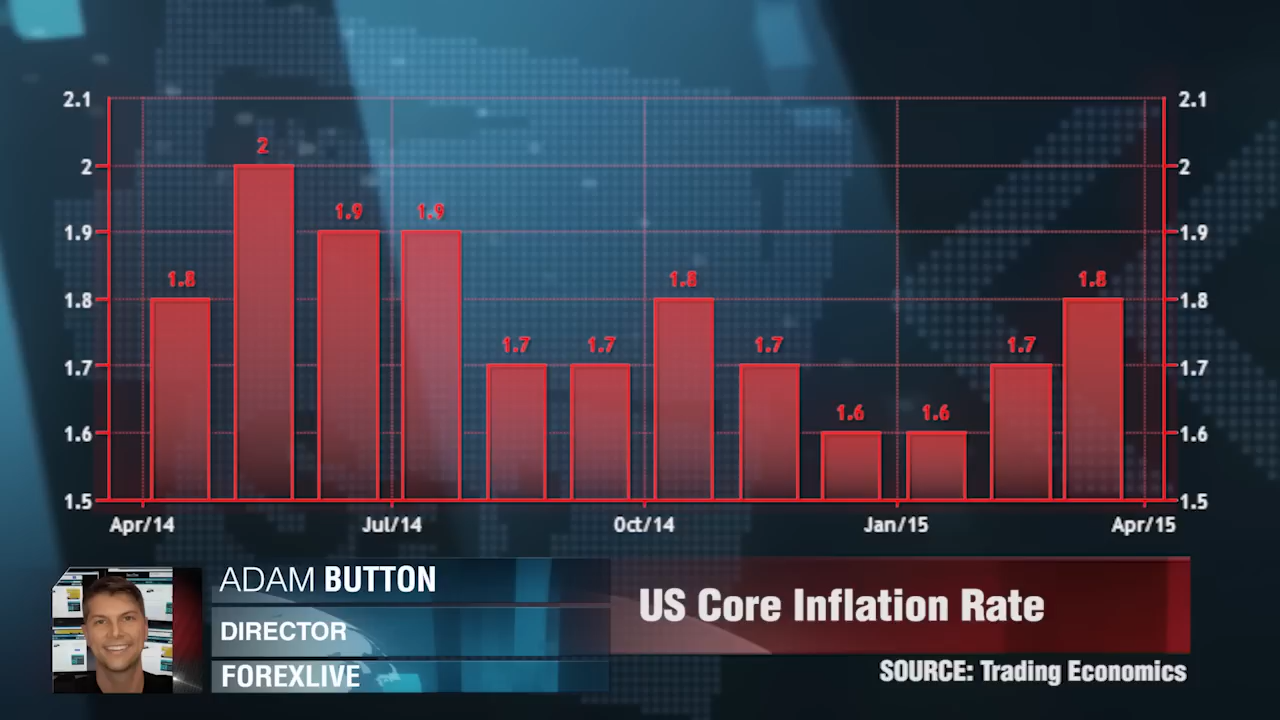 2.1 2.1
2
2 2
1.9 1.9
1.9 1.9
1.8 1.8 1.8
1.8 1.8
1.7 1.7 1.7 1.7
1.7 1.7
1.6 1.6
1.6 1.6
1.5 1.5
Apr/14 Jul/14 Oct/14 Jan/15 Apr/15
ADAM BUTTON
DIRECTOR
FOREXLIVE
US Core Inflation Rate
SOURCE: Trading Economics